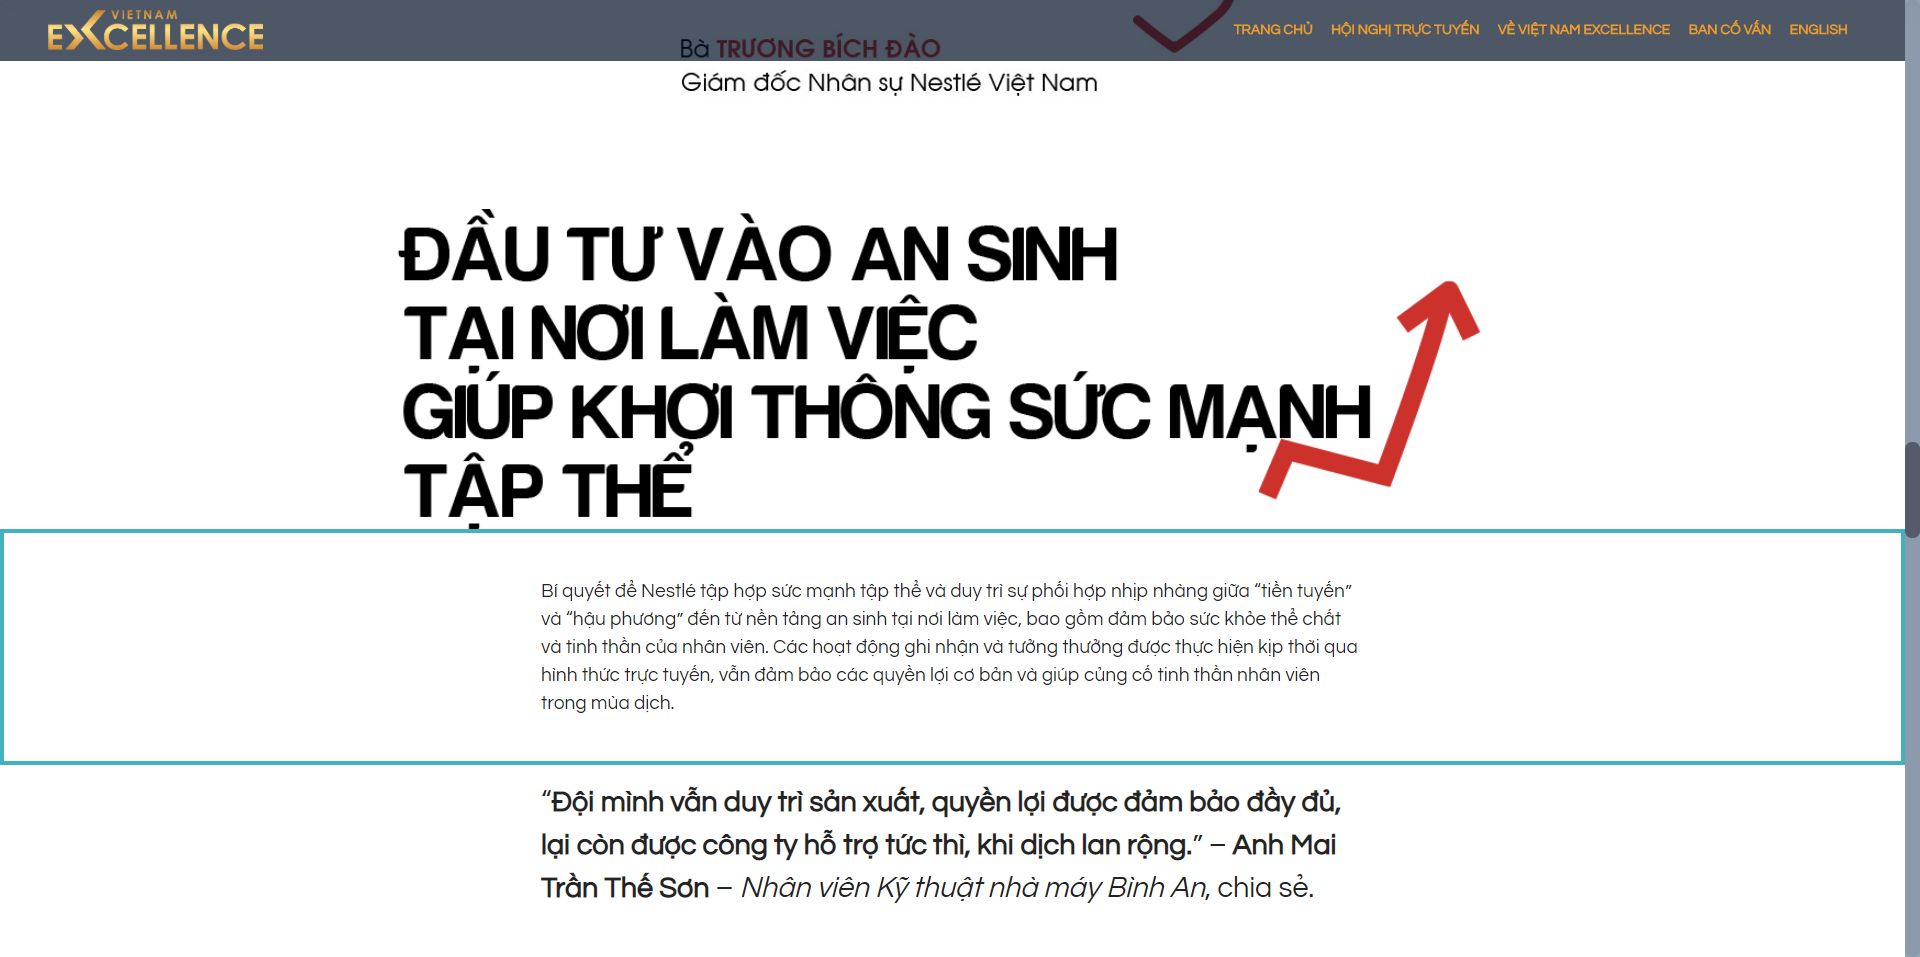 VIETNAM
EXCELLENCE
TRANG CHỦ HỘI NGHỊ TRỰC TUYẾN VỀ VIỆT NAM EXCELLENCE BAN CỐ VẤN ENGLISH
Bà TRƯƠNG BÍCH ĐÀO
Giám đốc Nhân sự Nestlé Việt Nam
ĐẦU TƯ VÀO AN SINH
TẠI NƠI LÀM VIỆC
GIÚP KHƠI THÔNG SỨC MẠNH
TẬP THỂ
Bí quyết để Nestlé tập hợp sức mạnh tập thể và duy trì sự phối hợp nhịp nhàng giữa “tiền tuyến”
và “hậu phương” đến từ nền tảng an sinh tại nơi làm việc, bao gồm đảm bảo sức khỏe thể chất
và tinh thần của nhân viên. Các hoạt động ghi nhận và tưởng thưởng được thực hiện kịp thời qua
hình thức trực tuyến, vẫn đảm bảo các quyền lợi cơ bản và giúp củng cố tinh thần nhân viên
trong mùa dịch.
“Đội mình vẫn duy trì sản xuất, quyền lợi được đảm bảo đầy đủ,
lại còn được công ty hỗ trợ tức thì, khi dịch lan rộng.” – Anh Mai
Trần Thế Sơn – Nhân viên Kỹ thuật nhà máy Bình An, chia sẻ.